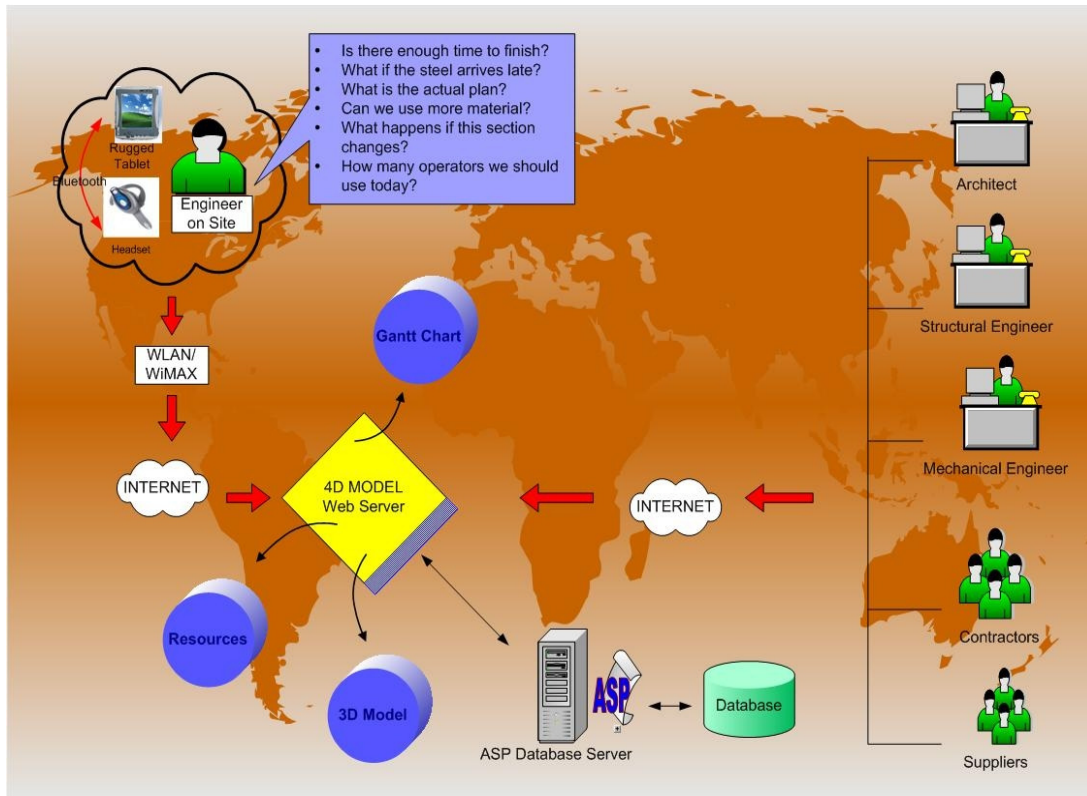 • Is there enough time to finish?
• What if the steel arrives late?
• What is the actual plan?
• Can we use more material?
• What happens if this section
changes?
• How many operators we should
use today?
Rugged
Tablet
Bluetooth
Headset
Engineer
on Site
WLAN/
WiMAX
INTERNET
4D MODEL
Web Server
Gantt Chart
Resources
3D Model
INTERNET
ASP
ASP Database Server
Database
Architect
Structural Engineer
Mechanical Engineer
Contractors
Suppliers